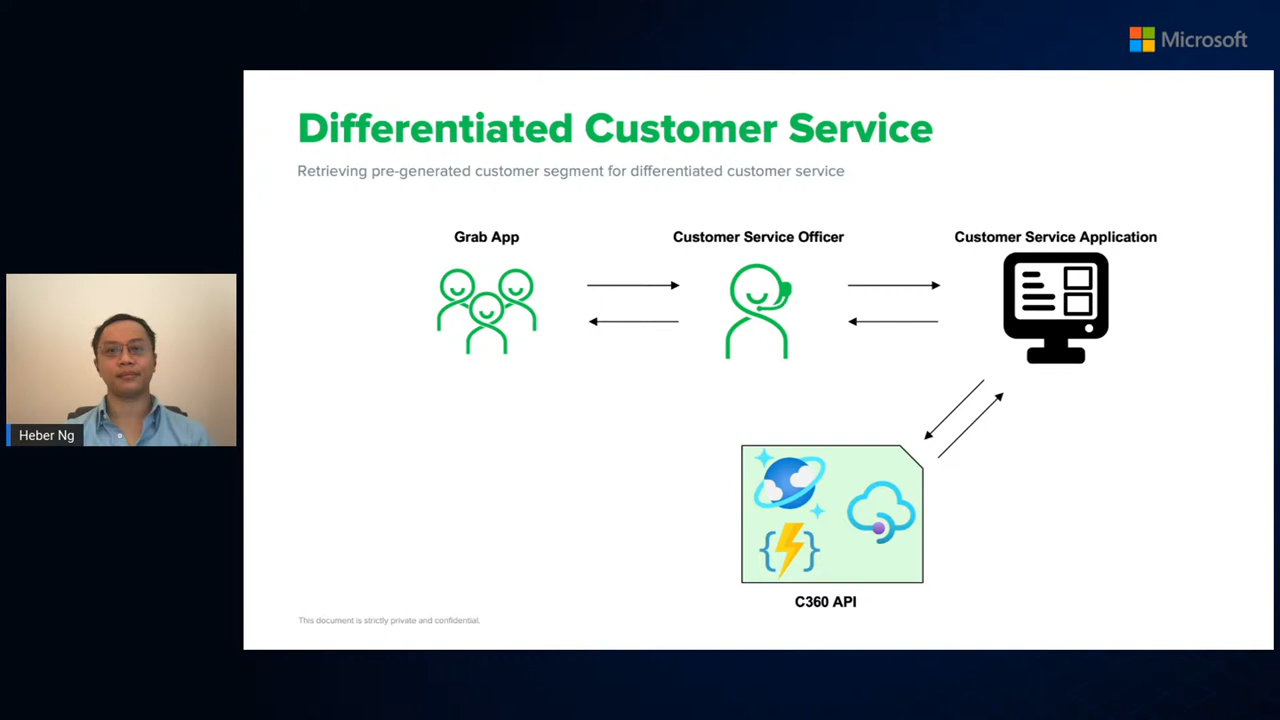 Microsoft
Differentiated Customer Service
Retrieving pre-generated customer segment for differentiated customer service
Grab App
Customer Service Officer
Customer Service Application
Heber Ng
C360 API
This document is strictly private and confidential.